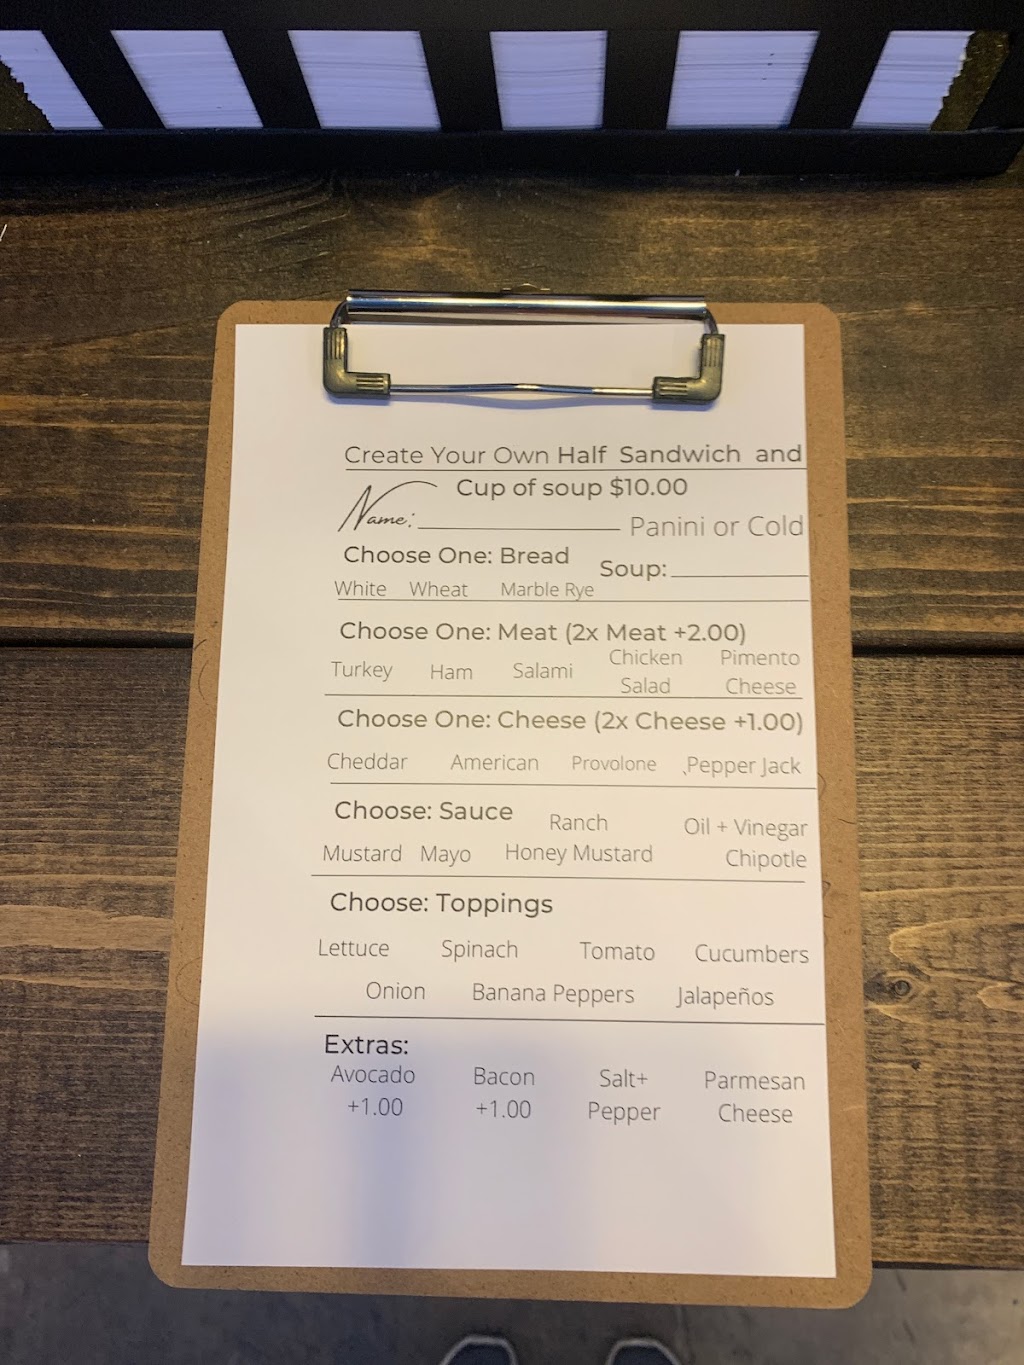 Create Your Own Half Sandwich and
Cup of soup $10.00
Name: Panini or Cold
Choose One: Bread
Soup:
White Wheat Marble Rye
Choose One: Meat (2x Meat +2.00)
Turkey Ham Salami Chicken Salad Pimento Cheese
Choose One: Cheese (2x Cheese +1.00)
Cheddar American Provolone Pepper Jack
Choose: Sauce Ranch Oil + Vinegar
Mustard Mayo Honey Mustard Chipotle
Choose: Toppings
Lettuce Spinach Tomato Cucumbers
Onion Banana Peppers Jalapeños
Extras:
Avocado Bacon Salt+ Parmesan
+1.00 +1.00 Pepper Cheese